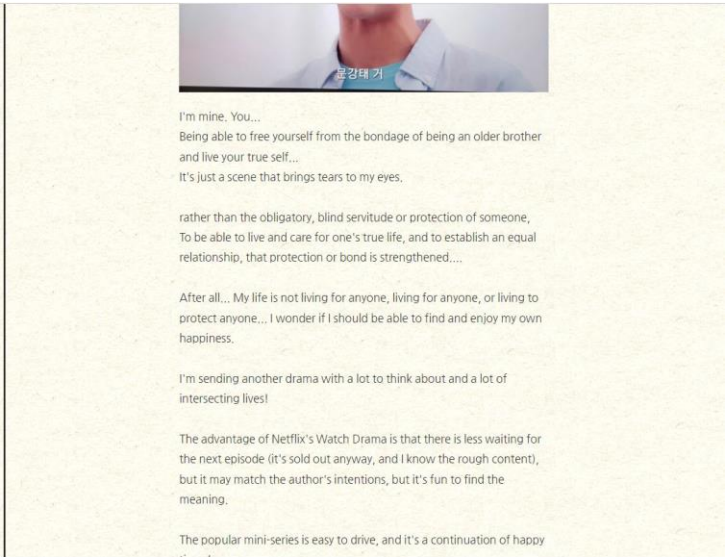 문강태 거
I'm mine. You...
Being able to free yourself from the bondage of being an older brother
and live your true self...
It's just a scene that brings tears to my eyes.
rather than the obligatory, blind servitude or protection of someone,
To be able to live and care for one's true life, and to establish an equal
relationship, that protection or bond is strengthened....
After all... My life is not living for anyone, living for anyone, or living to
protect anyone... I wonder if I should be able to find and enjoy my own
happiness.
I'm sending another drama with a lot to think about and a lot of
intersecting lives!
The advantage of Netflix's Watch Drama is that there is less waiting for
the next episode (it's sold out anyway, and I know the rough content),
but it may match the author's intentions, but it's fun to find the
meaning.
The popular mini-series is easy to drive, and it's a continuation of happy